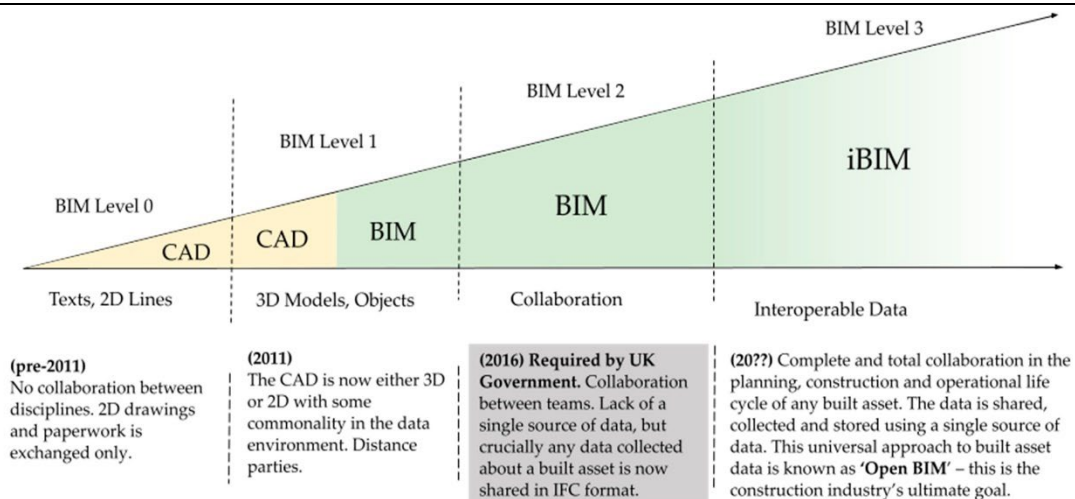 BIM Level 3
BIM Level 2
BIM Level 1
BIM Level 0
iBIM
BIM
BIM
CAD
CAD
Texts, 2D Lines
3D Models, Objects
Collaboration
Interoperable Data
(pre-2011)
No collaboration between
disciplines. 2D drawings
and paperwork is
exchanged only.
(2011)
The CAD is now either 3D
or 2D with some
commonality in the data
environment. Distance
parties.
(2016) Required by UK
Government. Collaboration
between teams. Lack of a
single source of data, but
crucially any data collected
about a built asset is now
shared in IFC format.
(20??) Complete and total collaboration in the
planning, construction and operational life
cycle of any built asset. The data is shared,
collected and stored using a single source of
data. This universal approach to built asset
data is known as ‘Open BIM’ – this is the
construction industry’s ultimate goal.